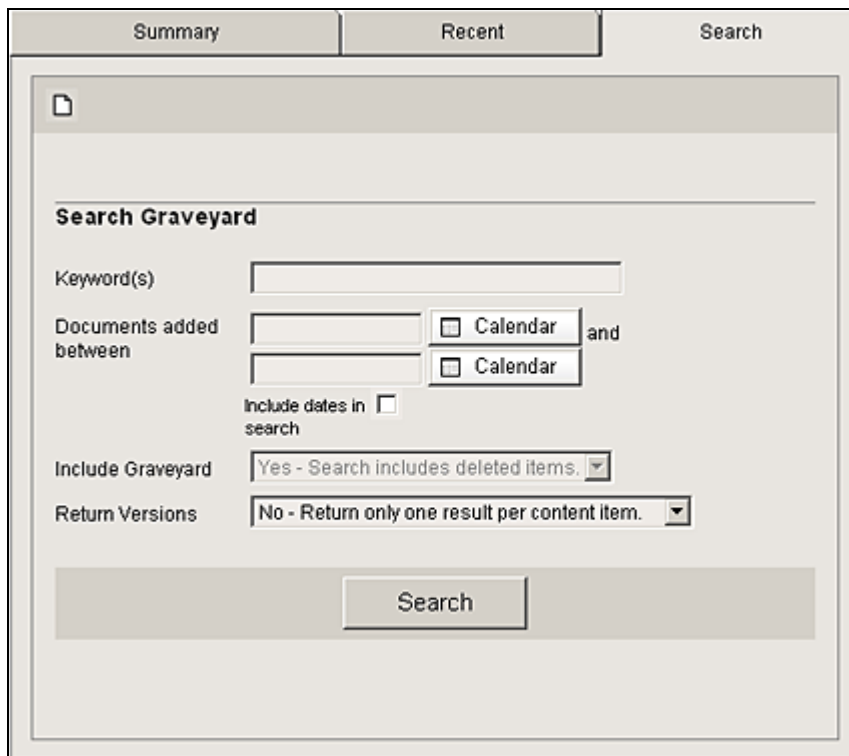 Summary Recent Search
Search Graveyard
Keyword(s)
Documents added between
Calendar and
Calendar
Include dates in search
Include Graveyard Yes - Search includes deleted items.
Return Versions No - Return only one result per content item.
Search